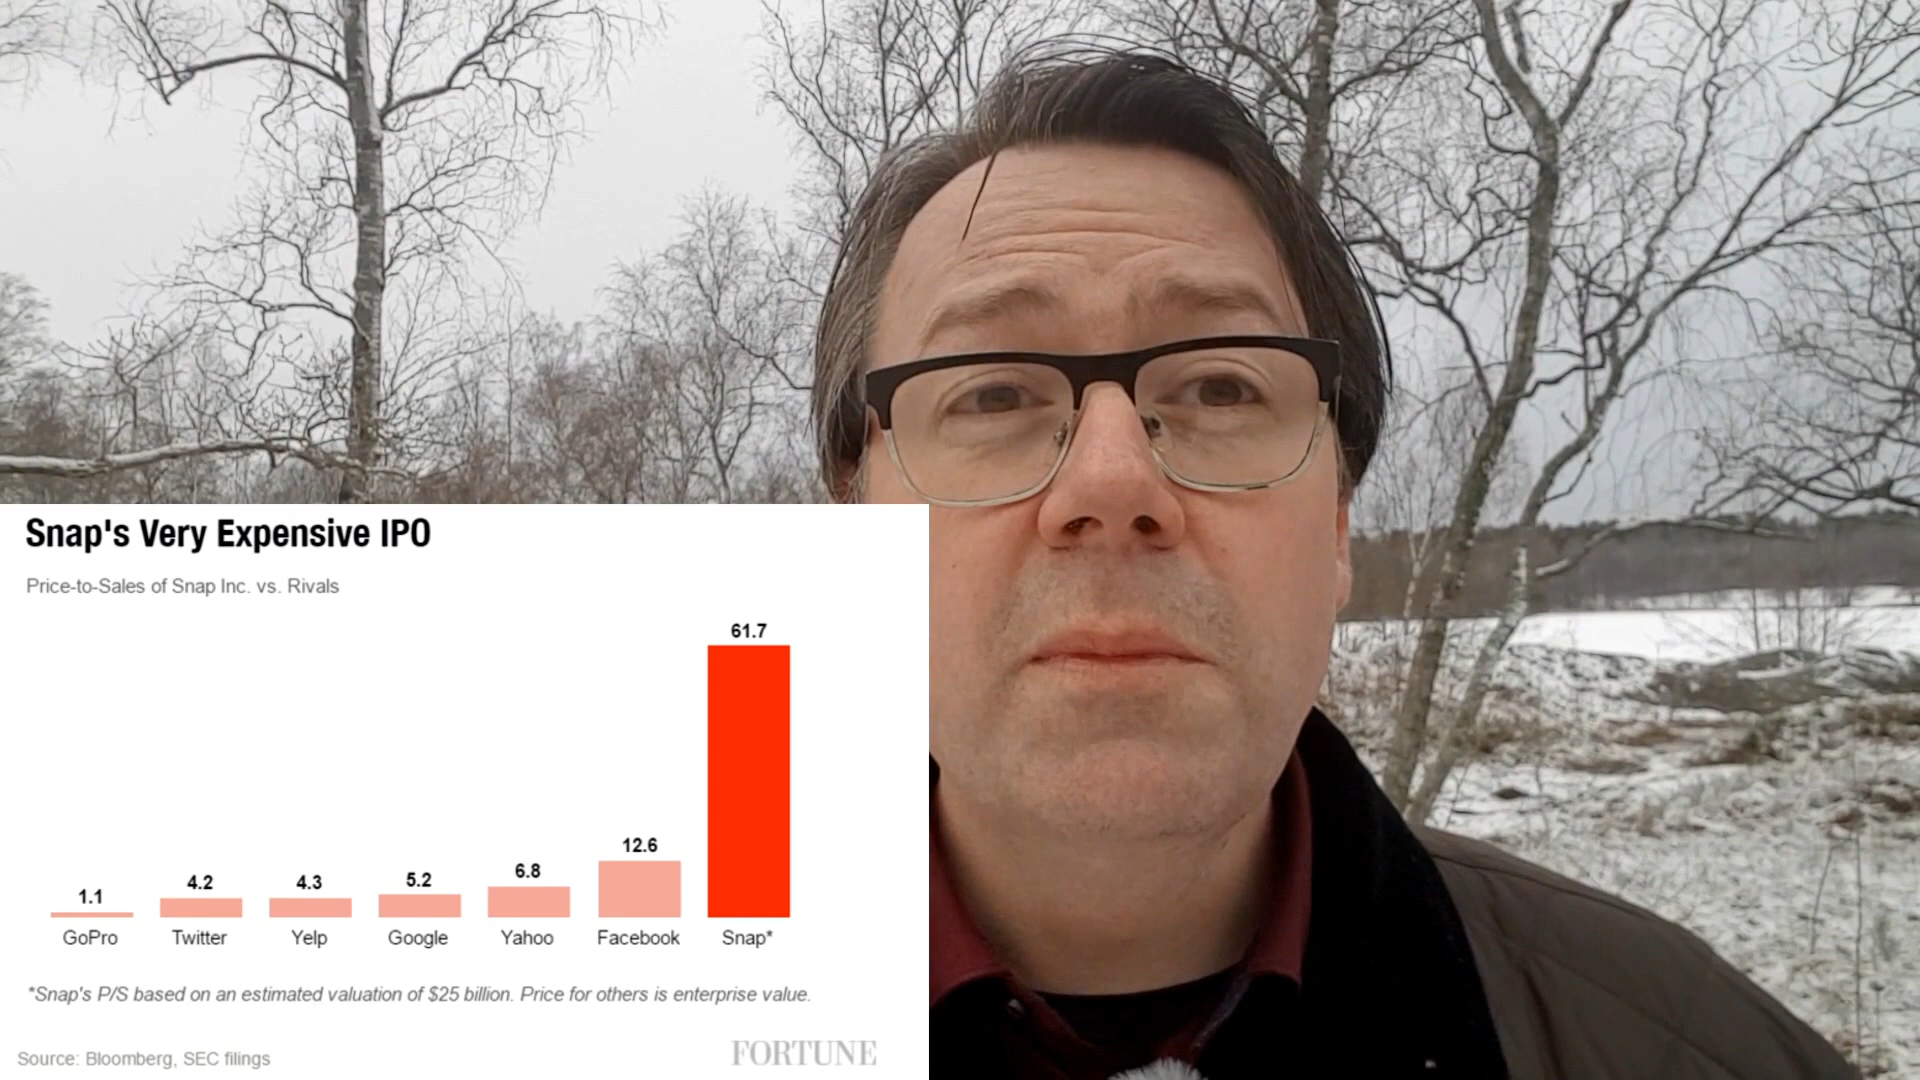 Snap's Very Expensive IPO
Price-to-Sales of Snap Inc. vs. Rivals
61.7
12.6
6.8
5.2
4.3
4.2
1.1
GoPro Twitter Yelp Google Yahoo Facebook Snap*
*Snap's P/S based on an estimated valuation of $25 billion. Price for others is enterprise value.
Source: Bloomberg, SEC filings
FORTUNE